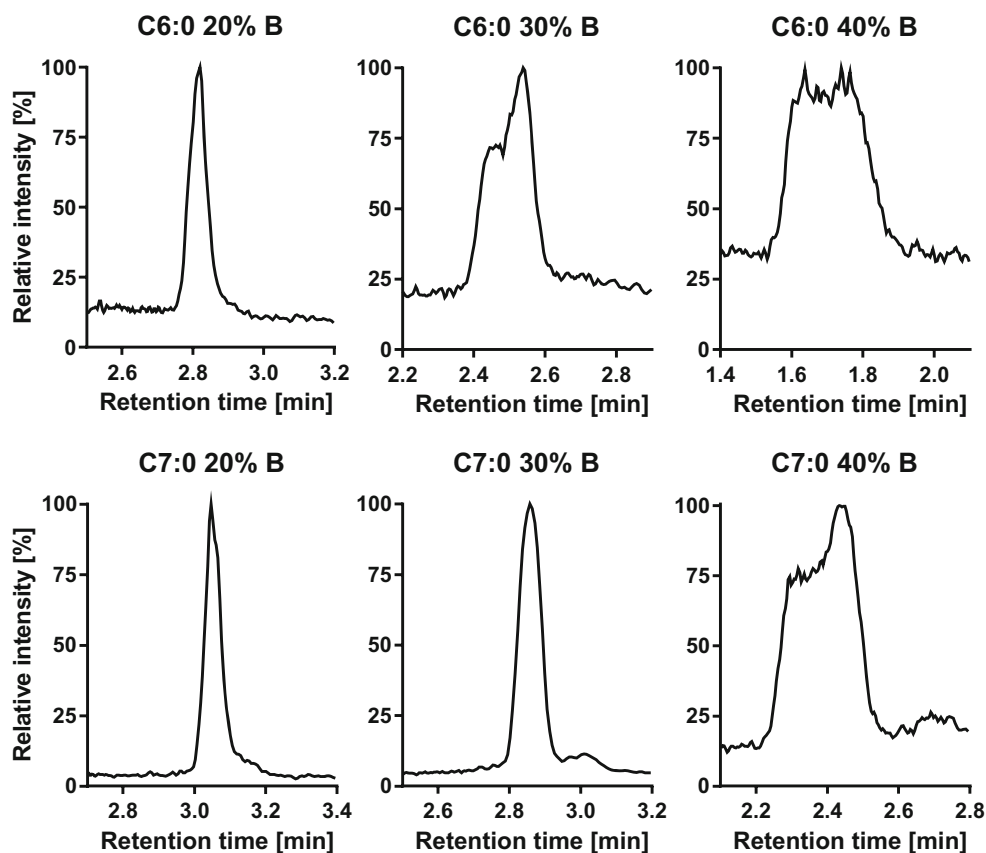 C6:0 20% B
C6:0 30% B
C6:0 40% B
Relative intensity [%]
100
75
50
25
0
2.6 2.8 3.0 3.2
Retention time [min]
100
75
50
25
0
2.2 2.4 2.6 2.8
Retention time [min]
100
75
50
25
0
1.4 1.6 1.8 2.0
Retention time [min]
C7:0 20% B
C7:0 30% B
C7:0 40% B
Relative intensity [%]
100
75
50
25
0
2.8 3.0 3.2 3.4
Retention time [min]
100
75
50
25
0
2.6 2.8 3.0 3.2
Retention time [min]
100
75
50
25
0
2.2 2.4 2.6 2.8
Retention time [min]